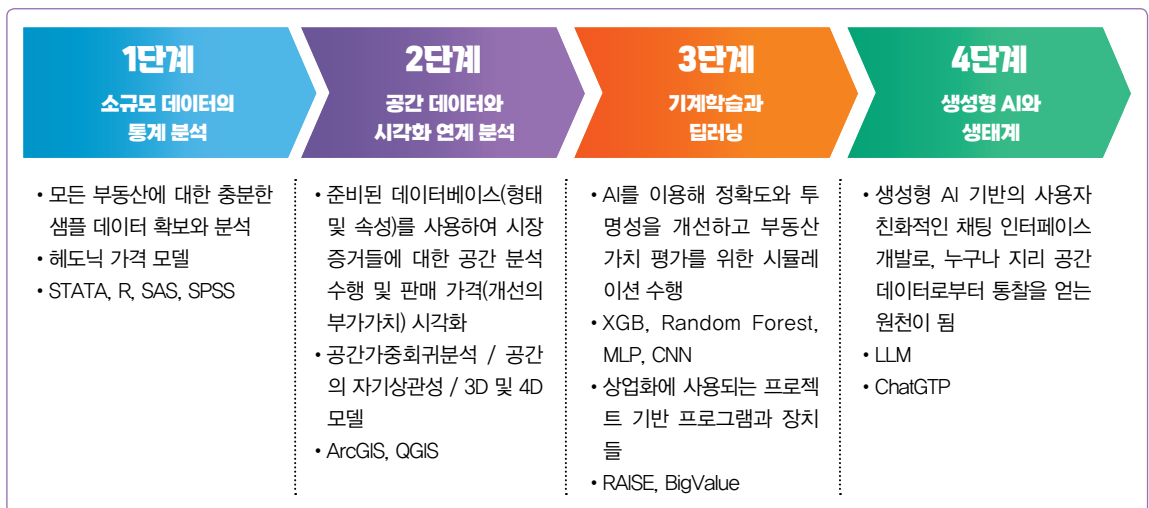 1단계
소규모 데이터의
통계 분석
• 모든 부동산에 대한 충분한
샘플 데이터 확보와 분석
• 헤도닉 가격 모델
• STATA, R, SAS, SPSS
2단계
공간 데이터와
시각화 연계 분석
• 준비된 데이터베이스(형태
및 속성)를 사용하여 시장
증거들에 대한 공간 분석
수행 및 판매 가격(개선의
부가가치) 시각화
• 공간가중회귀분석 / 공간
의 자기상관성 / 3D 및 4D
모델
• ArcGIS, QGIS
3단계
기계학습과
딥러닝
• AI를 이용해 정확도와 투
명성을 개선하고 부동산
가치 평가를 위한 시뮬레
이션 수행
• XGB, Random Forest,
MLP, CNN
• 상업화에 사용되는 프로젝
트 기반 프로그램과 장치
들
• RAISE, BigValue
4단계
생성형 AI와
생태계
• 생성형 AI 기반의 사용자
친화적인 채팅 인터페이스
개발로, 누구나 지리 공간
데이터로부터 통찰을 얻는
원천이 됨
• LLM
• ChatGTP